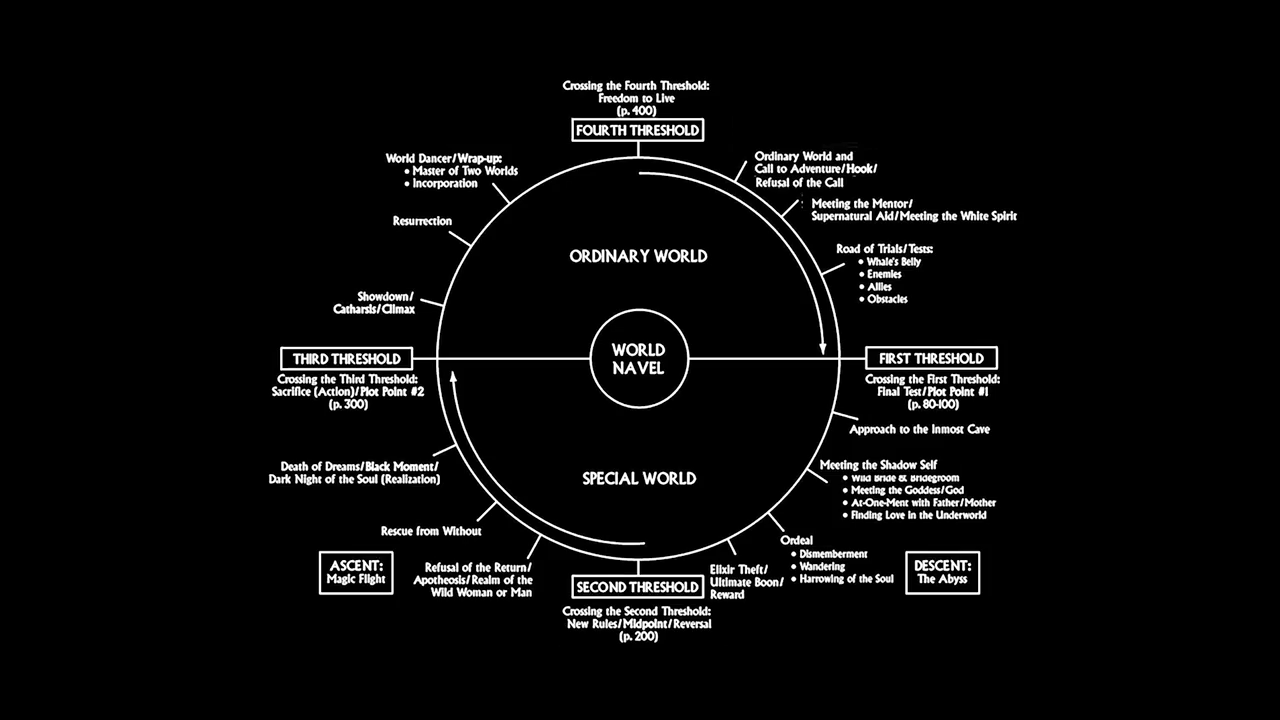 Crossing the Fourth Threshold:
Freedom to Live
(p. 400)
FOURTH THRESHOLD
Ordinary World and
Call to Adventure/Hook/
Refusal of the Call
Meeting the Mentor/
Supernatural Aid/Meeting the White Spirit
Road of Trials/Tests:
• Whale's Belly
• Enemies
• Allies
• Obstacles
FIRST THRESHOLD
Crossing the First Threshold:
Final Test/Plot Point #1
(p. 80-100)
Approach to the Inmost Cave
Meeting the Shadow Self
• Wild Bride & Bridegroom
• Meeting the Goddess/God
• At-One-Ment with Father/Mother
• Finding Love in the Underworld
Ordeal
• Dismemberment
• Wandering
• Harrowing of the Soul
DESCENT:
The Abyss
Elixir Theft/
Ultimate Boon/
Reward
SECOND THRESHOLD
Crossing the Second Threshold:
New Rules/Midpoint/Reversal
(p. 200)
Refusal of the Return/
Apotheosis/Realm of the
Wild Woman or Man
ASCENT:
Magic Flight
Rescue from Without
Death of Dreams/Black Moment/
Dark Night of the Soul (Realization)
THIRD THRESHOLD
Crossing the Third Threshold:
Sacrifice (Action)/Plot Point #2
(p. 300)
Showdown/
Catharsis/Climax
Resurrection
World Dancer/Wrap-up:
• Master of Two Worlds
• Incorporation
ORDINARY WORLD
WORLD
NAVEL
SPECIAL WORLD